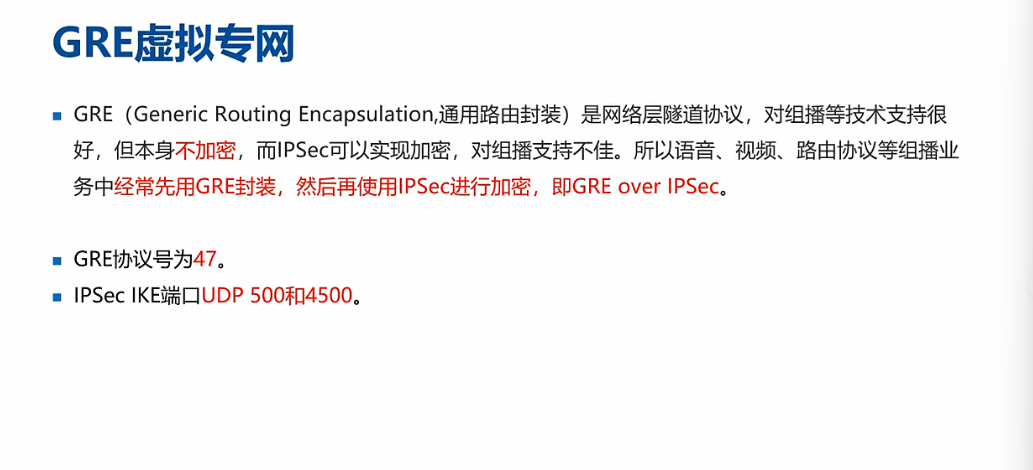 GRE虚拟专网
GRE（Generic Routing Encapsulation,通用路由封装）是网络层隧道协议，对组播等技术支持很
好，但本身不加密，而IPSec可以实现加密，对组播支持不佳。所以语音、视频、路由协议等组播业
务中经常先用GRE封装，然后再使用IPSec进行加密，即GRE over IPSec。
GRE协议号为47。
IPSec IKE端口UDP 500和4500。